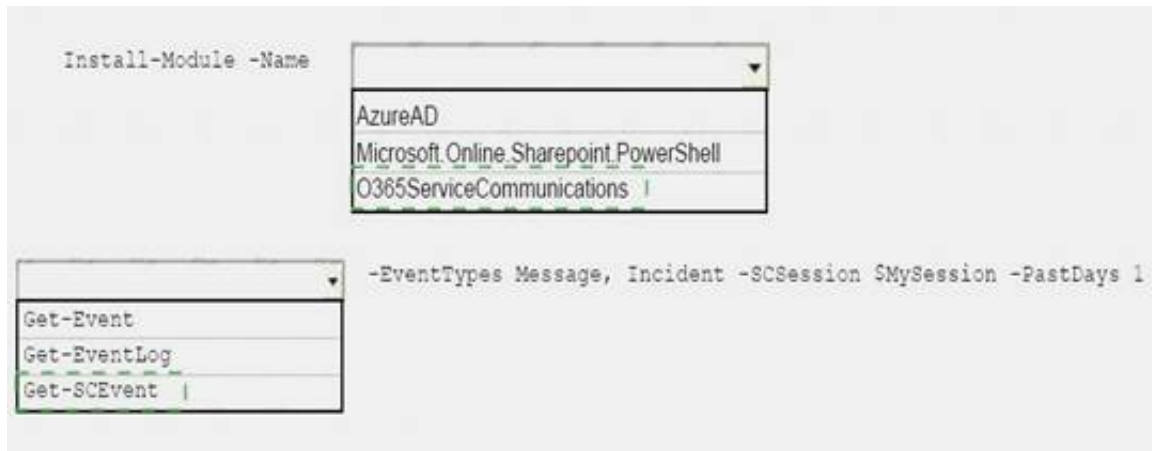 Install-Module -Name
AzureAD
Microsoft.Online.Sharepoint.PowerShell
O365ServiceCommunications
-EventTypes Message, Incident -SCSession $MySession -PastDays 1
Get-Event
Get-EventLog
Get-SCEvent